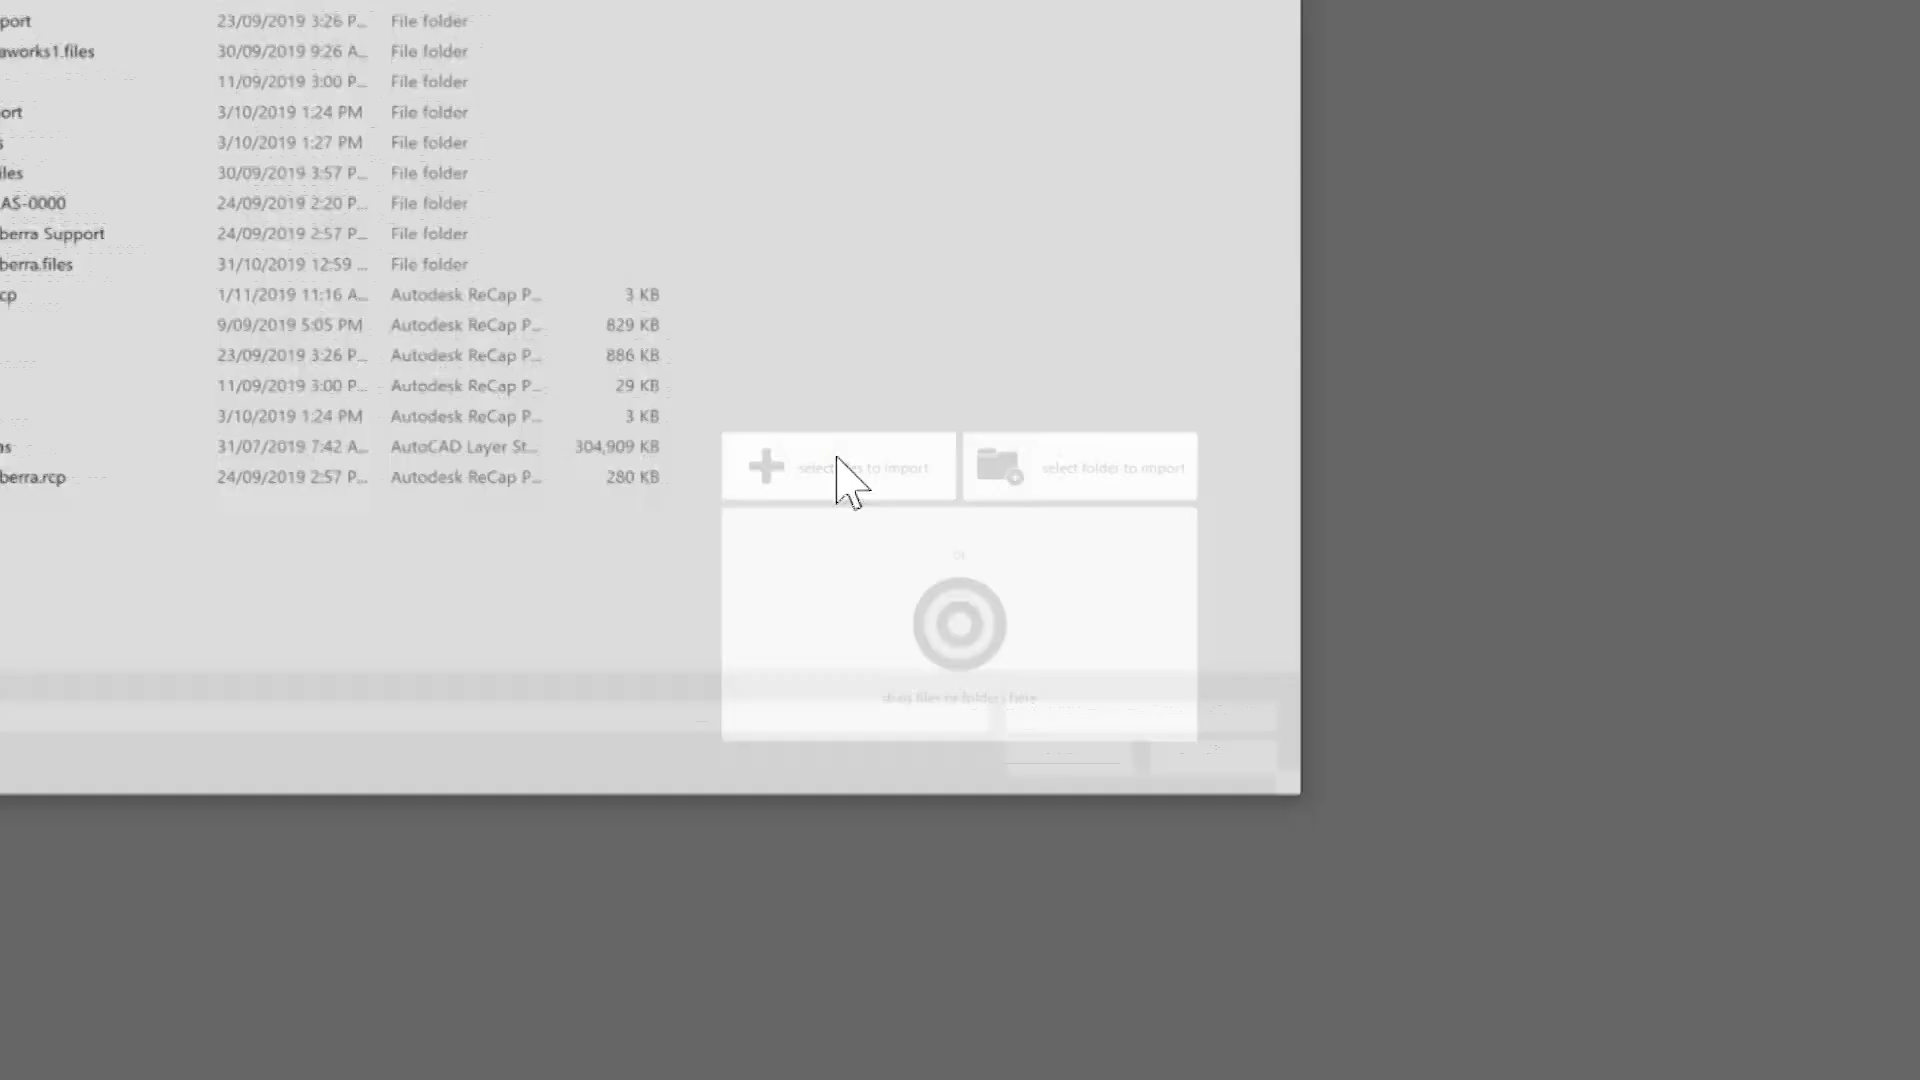 port 23/09/2019 3:26 P... File folder
aworks1.files 30/09/2019 9:26 A... File folder
11/09/2019 3:00 P... File folder
ort 3/10/2019 1:24 PM File folder
s 3/10/2019 1:27 PM File folder
iles 30/09/2019 3:57 P... File folder
AS-0000 24/09/2019 2:20 P... File folder
berra Support 24/09/2019 2:57 P... File folder
berra.files 31/10/2019 12:59 ... File folder
cp 1/11/2019 11:16 A... Autodesk ReCap P... 3 KB
9/09/2019 5:05 PM Autodesk ReCap P... 829 KB
23/09/2019 3:26 P... Autodesk ReCap P... 886 KB
11/09/2019 3:00 P... Autodesk ReCap P... 29 KB
3/10/2019 1:24 PM Autodesk ReCap P... 3 KB
as 31/07/2019 7:42 A... AutoCAD Layer St... 304,909 KB
berra.rcp 24/09/2019 2:57 P... Autodesk ReCap P... 280 KB
select to import
select folder to import
or
drag files or folders here